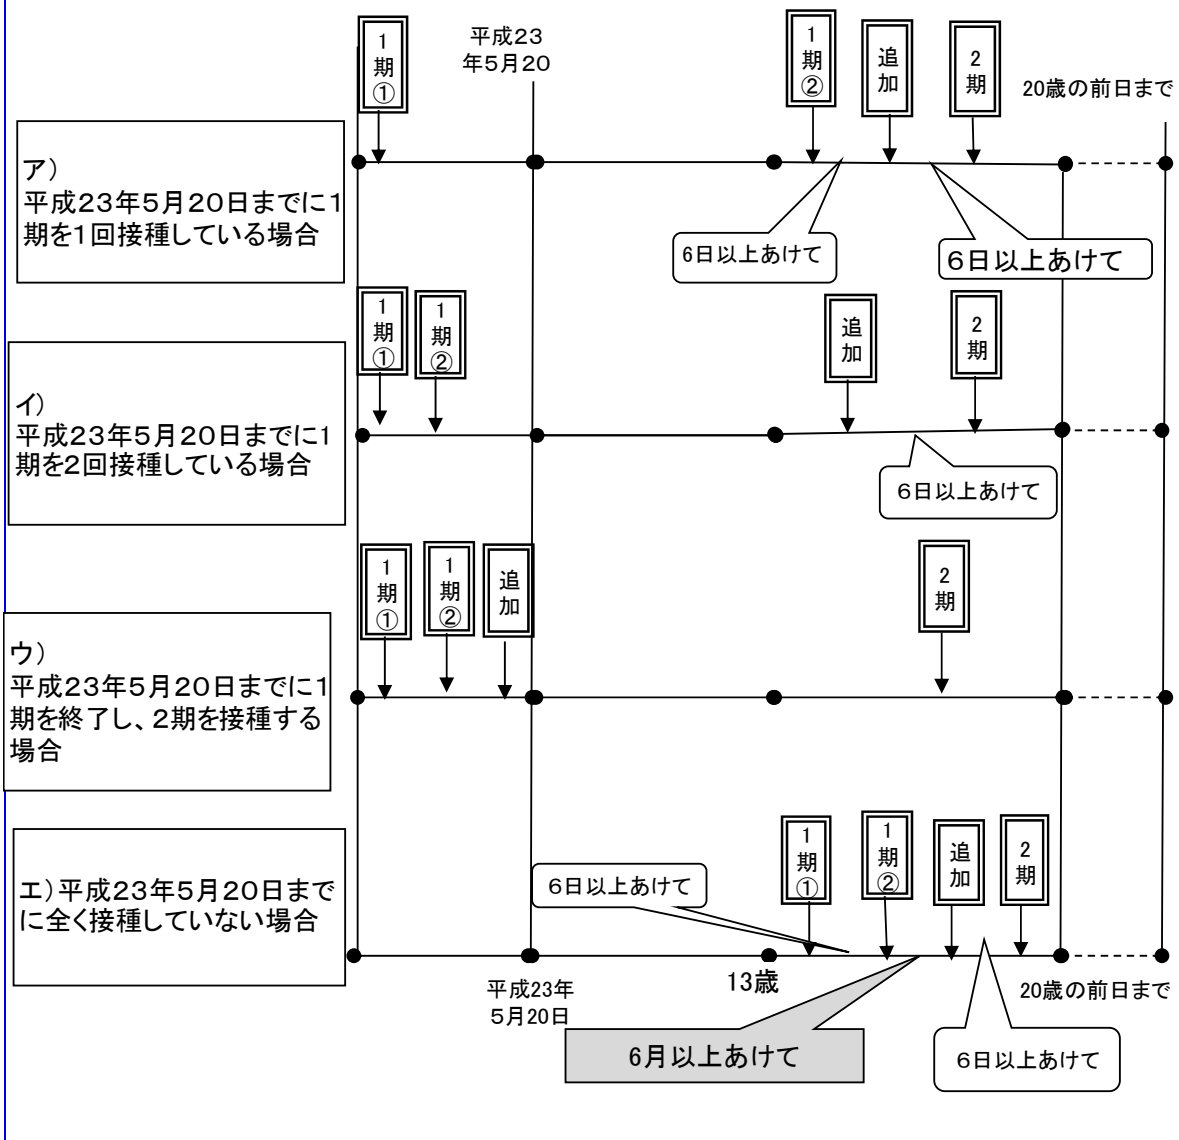 1
期
①
平成23
年5月20
1
期
②
追
加
2
期
20歳の前日まで
ア)
平成23年5月20日までに1
期を1回接種している場合
6日以上あけて
6日以上あけて
1
期
①
1
期
②
追
加
2
期
イ)
平成23年5月20日までに1
期を2回接種している場合
6日以上あけて
1
期
①
1
期
②
追
加
2
期
ウ)
平成23年5月20日までに1
期を終了し、2期を接種する
場合
1
期
①
1
期
②
追
加
2
期
エ)平成23年5月20日まで
に全く接種していない場合
6日以上あけて
平成23年
5月20日
13歳
20歳の前日まで
6月以上あけて
6日以上あけて